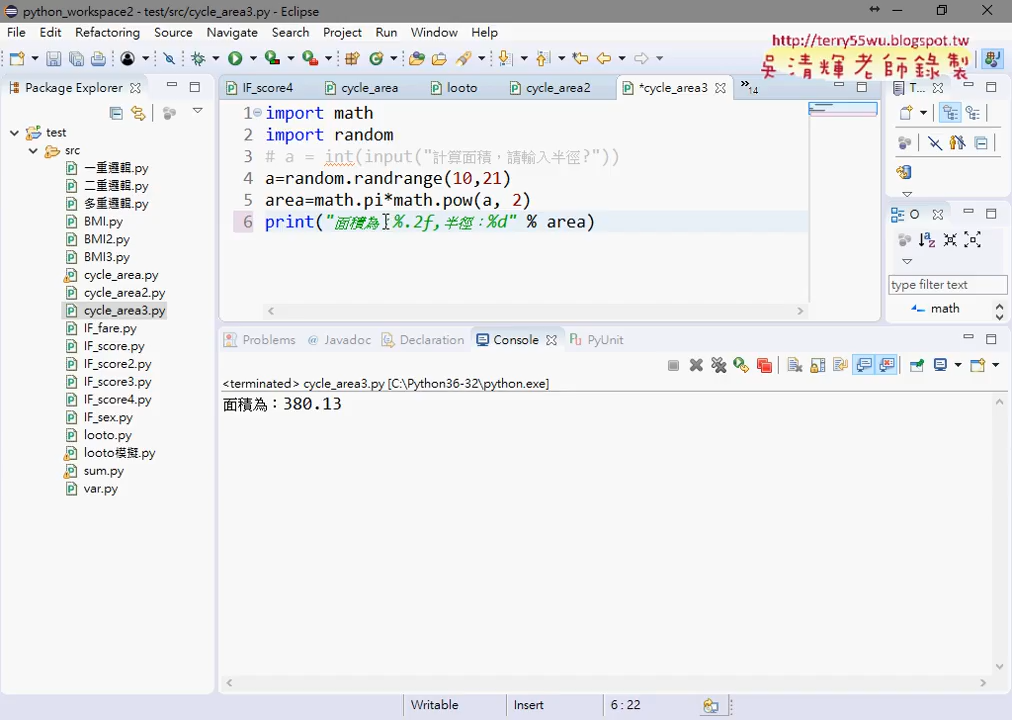 python_workspace2 - test/src/cycle_area3.py - Eclipse
File Edit Refactoring Source Navigate Search Project Run Window Help
http://terry55wu.blogspot.tw
吳清輝老師錄製
Package Explorer
IF_score4
cycle_area
looto
cycle_area2
*cycle_area3
»14
T...
test
src
一重邏輯.py
二重邏輯.py
多重邏輯.py
BMI.py
BMI2.py
BMI3.py
cycle_area.py
cycle_area2.py
cycle_area3.py
IF_fare.py
IF_score.py
IF_score2.py
IF_score3.py
IF_score4.py
IF_sex.py
looto.py
looto模擬.py
sum.py
var.py
1 import math
2 import random
3 # a = int(input("計算面積，請輸入半徑?"))
4 a=random.randrange(10,21)
5 area=math.pi*math.pow(a, 2)
6 print("面積為：%.2f,半徑：%d" % area)
O
type filter text
math
Problems
@ Javadoc
Declaration
Console
PyUnit
<terminated> cycle_area3.py [C:\Python36-32\python.exe]
面積為：380.13
Writable
Insert
6 : 22